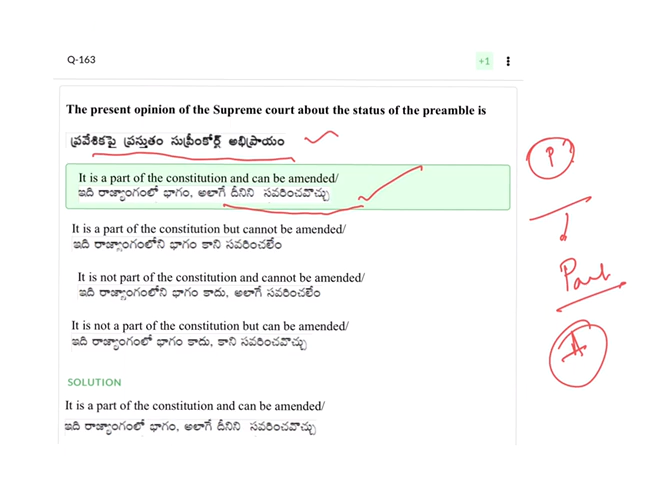 Q-163
+1
The present opinion of the Supreme court about the status of the preamble is
ప్రవేశికపై ప్రస్తుతం సుప్రీంకోర్ట్ అభిప్రాయం
P?
It is a part of the constitution and can be amended/
ఇది రాజ్యాంగంలో భాగం, అలాగే దీనిని సవరించవొచ్చు
It is a part of the constitution but cannot be amended/
ఇది రాజ్యాంగంలోని భాగం కాని సవరించలేం
It is not part of the constitution and cannot be amended/
ఇది రాజ్యాంగంలోని భాగం కాదు, అలాగే సవరించలేం
Part
It is not a part of the constitution but can be amended/
ఇది రాజ్యాంగంలో భాగం కాదు, కాని సవరించవొచ్చు
A
SOLUTION
It is a part of the constitution and can be amended/
ఇది రాజ్యాంగంలో భాగం, అలాగే దీనిని సవరించవొచ్చు